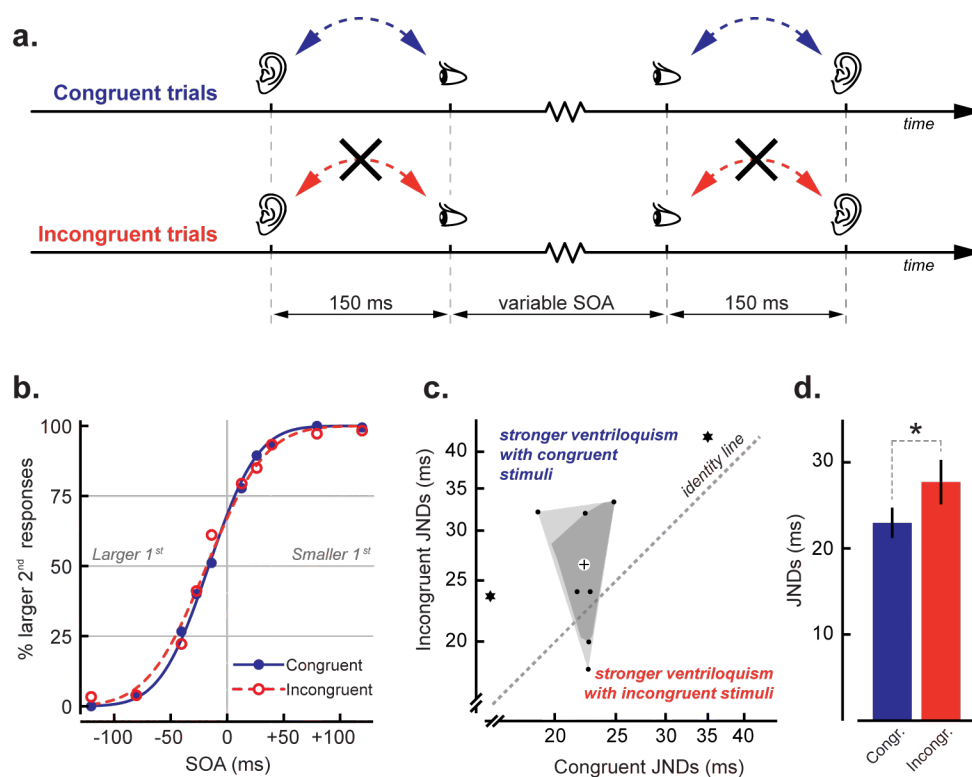 a.
Congruent trials
time
Incongruent trials
time
150 ms
variable SOA
150 ms
b.
% larger 2nd responses
100
75
50
25
0
Larger 1st
Smaller 1st
Congruent
Incongruent
-100
-50
0
+50
+100
SOA (ms)
c.
Incongruent JNDs (ms)
40
35
30
25
20
stronger ventriloquism
with congruent
stimuli
identity line
stronger ventriloquism
with incongruent stimuli
20
25
30
35
40
Congruent JNDs (ms)
d.
JNDs (ms)
30
20
10
*
Congr.
Incongr.